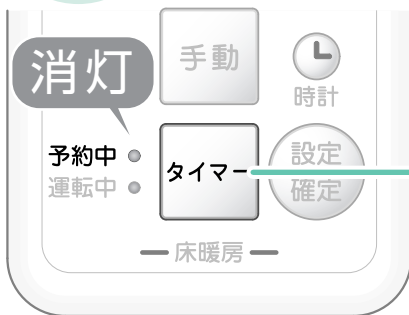 消灯
手動
時計
予約中
運転中
タイマー
設定
確定
床暖房